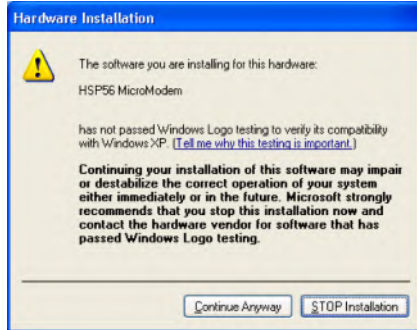 Hardware Installation
The software you are installing for this hardware:
HSP56 MicroModem
has not passed Windows Logo testing to verify its compatibility
with Windows XP. (Tell me why this testing is important.)
Continuing your installation of this software may impair
or destabilize the correct operation of your system
either immediately or in the future. Microsoft strongly
recommends that you stop this installation now and
contact the hardware vendor for software that has
passed Windows Logo testing.
Continue Anyway STOP Installation